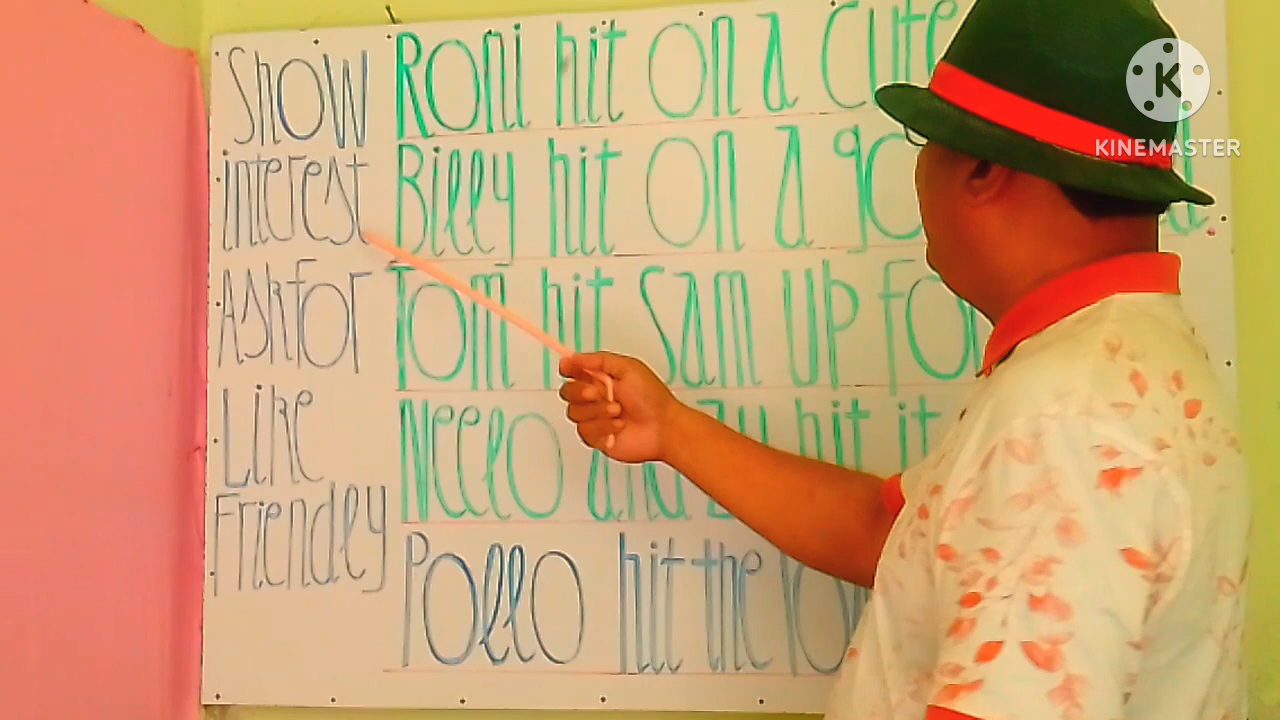 Show
interest
Ask for
Like
Friendly
Roni hit on a cute
Billy hit on a
Tom hit Sam up for
Neelo and hit it
Pollo hit the
KINEMASTER